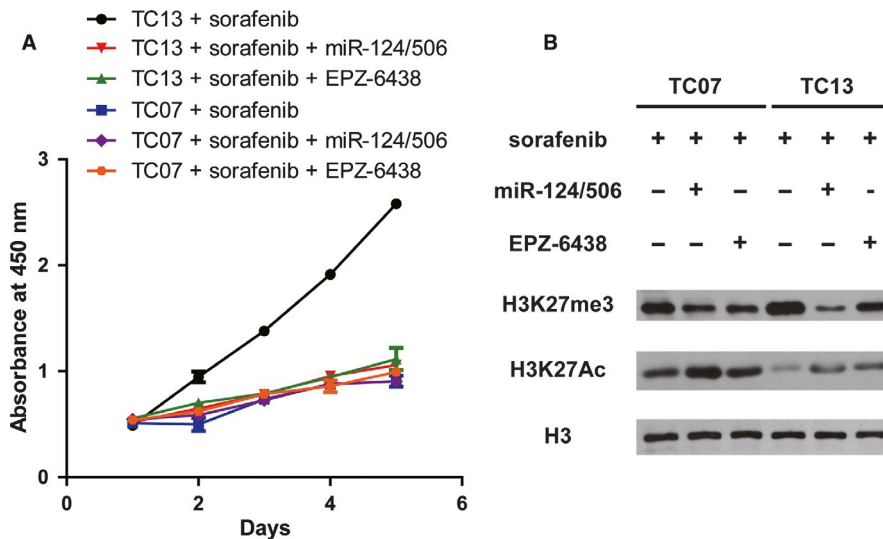 A
TC13 + sorafenib
TC13 + sorafenib + miR-124/506
TC13 + sorafenib + EPZ-6438
TC07 + sorafenib
TC07 + sorafenib + miR-124/506
TC07 + sorafenib + EPZ-6438
3
2
1
0
Absorbance at 450 nm
0 2 4 6
Days
B
TC07 TC13
sorafenib + + + + + +
miR-124/506 – + – – + -
EPZ-6438 – – + – – +
H3K27me3
H3K27Ac
H3